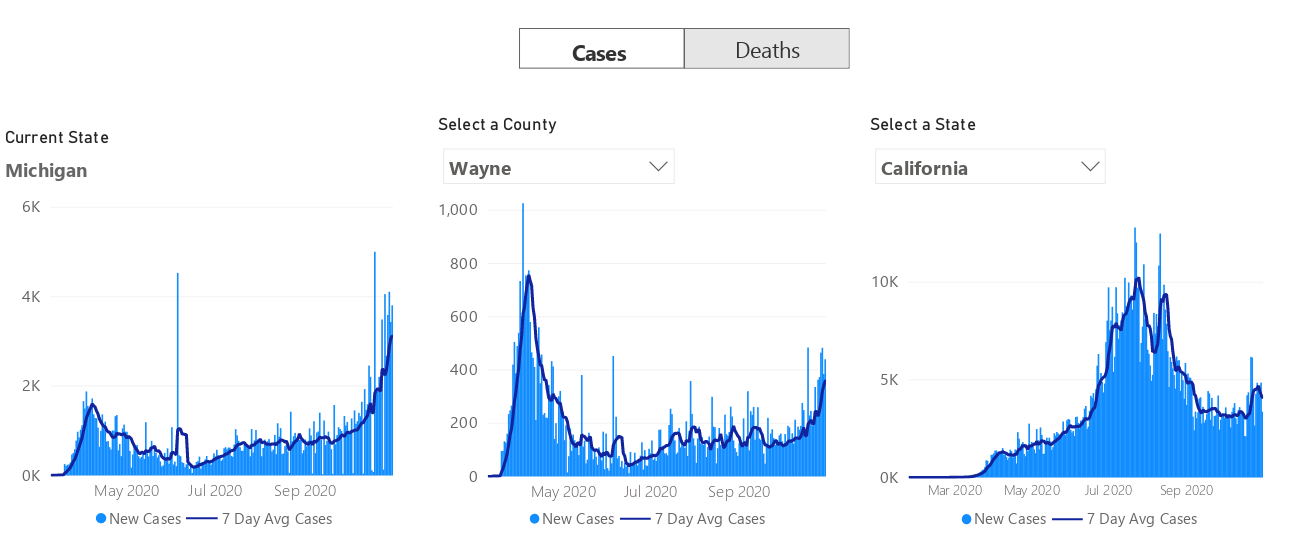 Cases Deaths
Current State
Michigan
6K
4K
2K
0K
May 2020 Jul 2020 Sep 2020
New Cases 7 Day Avg Cases
Select a County
Wayne
1,000
800
600
400
200
0
May 2020 Jul 2020 Sep 2020
New Cases 7 Day Avg Cases
Select a State
California
10K
5K
0K
Mar 2020 May 2020 Jul 2020 Sep 2020
New Cases 7 Day Avg Cases